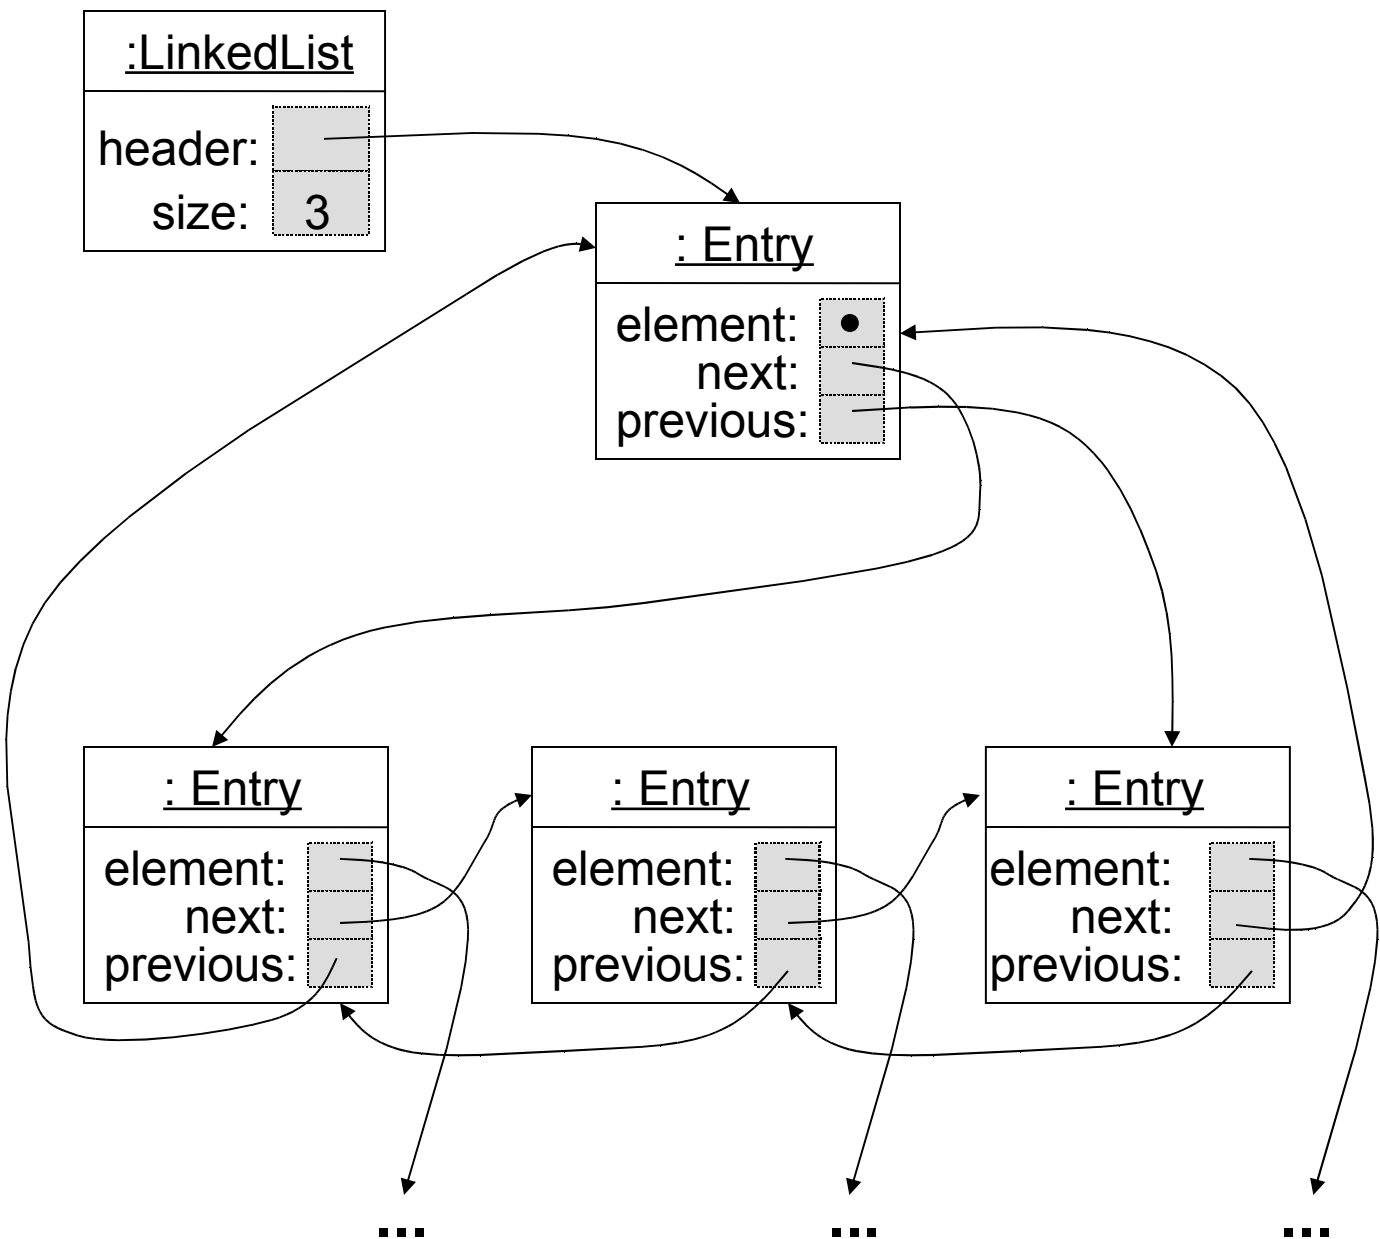 :LinkedList
header:
size: 3
: Entry
element:
next:
previous:
: Entry
element:
next:
previous:
: Entry
element:
next:
previous:
: Entry
element:
next:
previous:
...
...
...